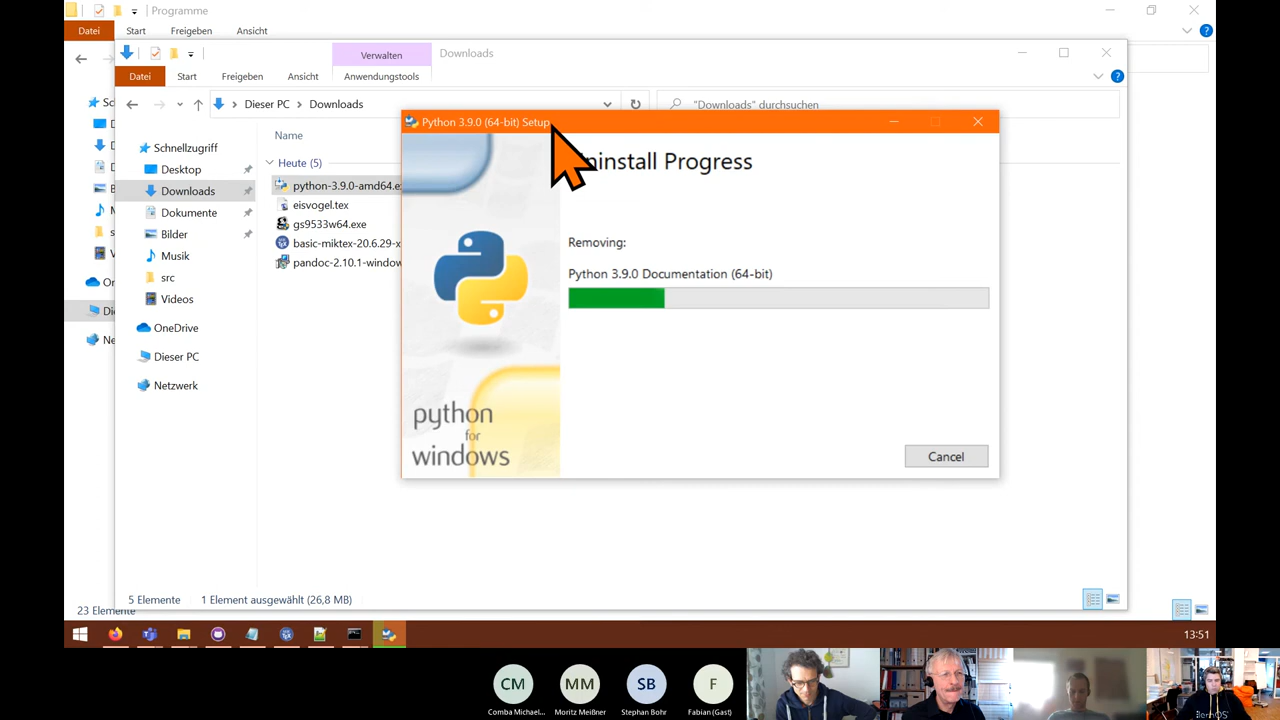 Programme
Datei
Start
Freigeben
Ansicht
Verwalten
Downloads
Datei
Start
Freigeben
Ansicht
Anwendungstools
Dieser PC
Downloads
"Downloads" durchsuchen
Python 3.9.0 (64-bit) Setup
Name
Heute (5)
Schnellzugriff
Desktop
Downloads
Dokumente
Bilder
Musik
src
Videos
OneDrive
Dieser PC
Netzwerk
python-3.9.0-amd64.ex
eisvogel.tex
gs9533w64.exe
basic-miktex-20.6.29-x
pandoc-2.10.1-window
ninstall Progress
Removing:
Python 3.9.0 Documentation (64-bit)
python
for
windows
Cancel
5 Elemente
1 Element ausgewählt (26,8 MB)
23 Elemente
13:51
CM
Comba Michael...
MM
Moritz Meißner
SB
Stephan Bohr
F
Fabian (Gast)